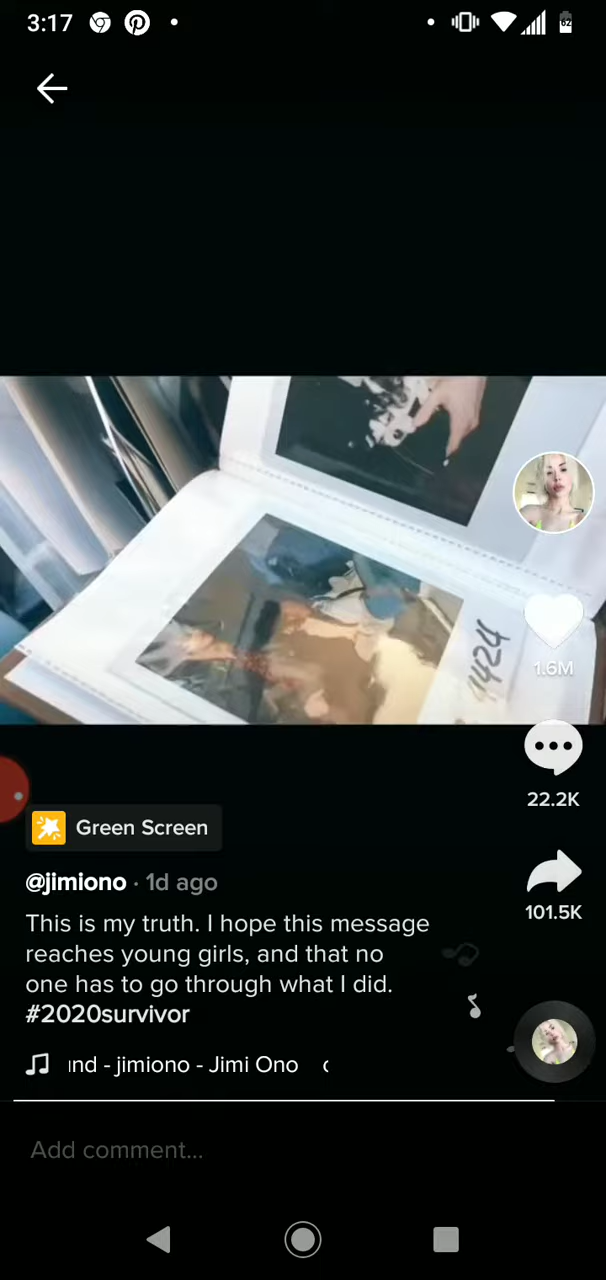 3:17
62
1424
1.6M
22.2K
101.5K
Green Screen
@jimiono · 1d ago
This is my truth. I hope this message
reaches young girls, and that no
one has to go through what I did.
#2020survivor
ınd - jimiono - Jimi Ono
Add comment...